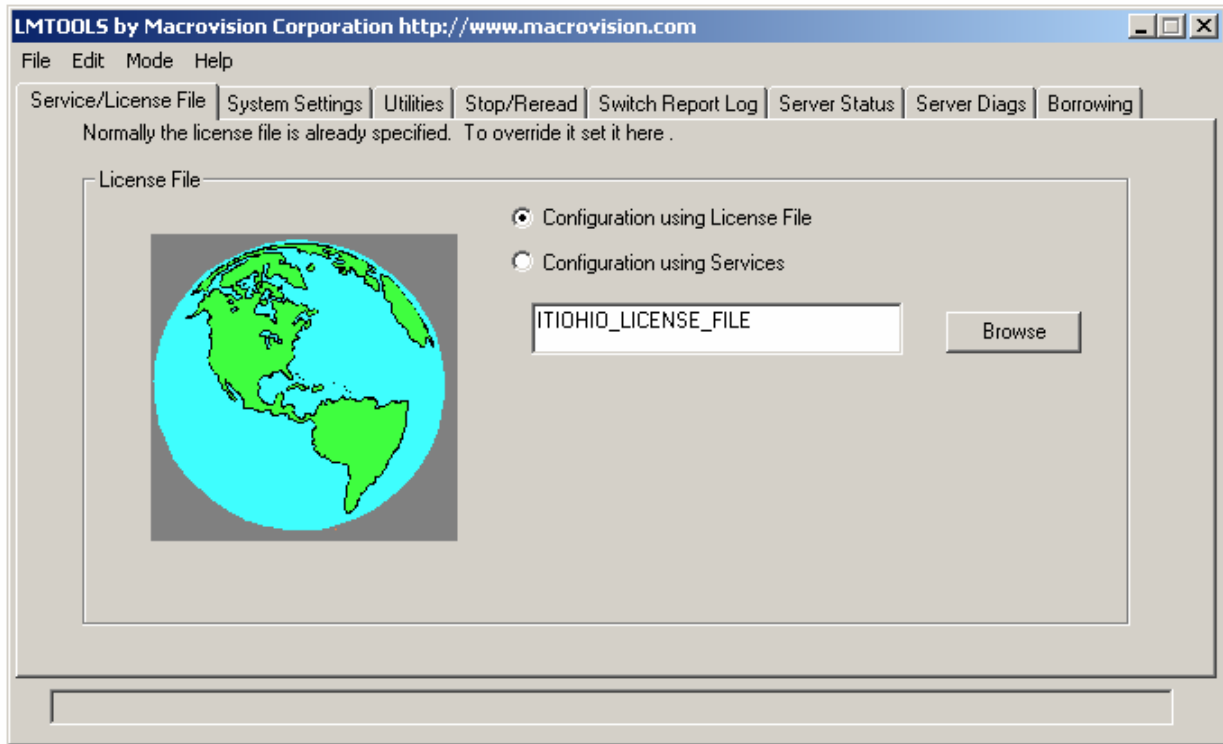 LMTOOLS by Macrovision Corporation http://www.macrovision.com
File Edit Mode Help
Service/License File System Settings Utilities Stop/Reread Switch Report Log Server Status Server Diags Borrowing
Normally the license file is already specified. To override it set it here .
License File
Configuration using License File
Configuration using Services
ITIOHIO_LICENSE_FILE
Browse